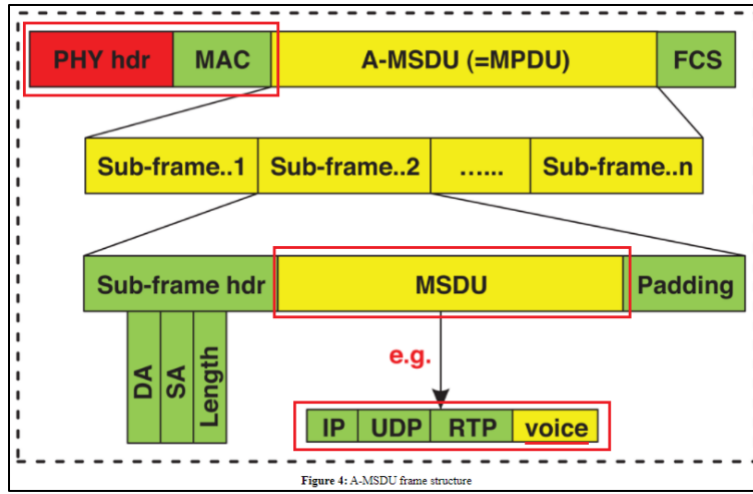 PHY hdr MAC A-MSDU (=MPDU) FCS
Sub-frame..1 Sub-frame..2 ...... Sub-frame..n
Sub-frame hdr MSDU Padding
DA SA Length
e.g.
IP UDP RTP voice
Figure 4: A-MSDU frame structure